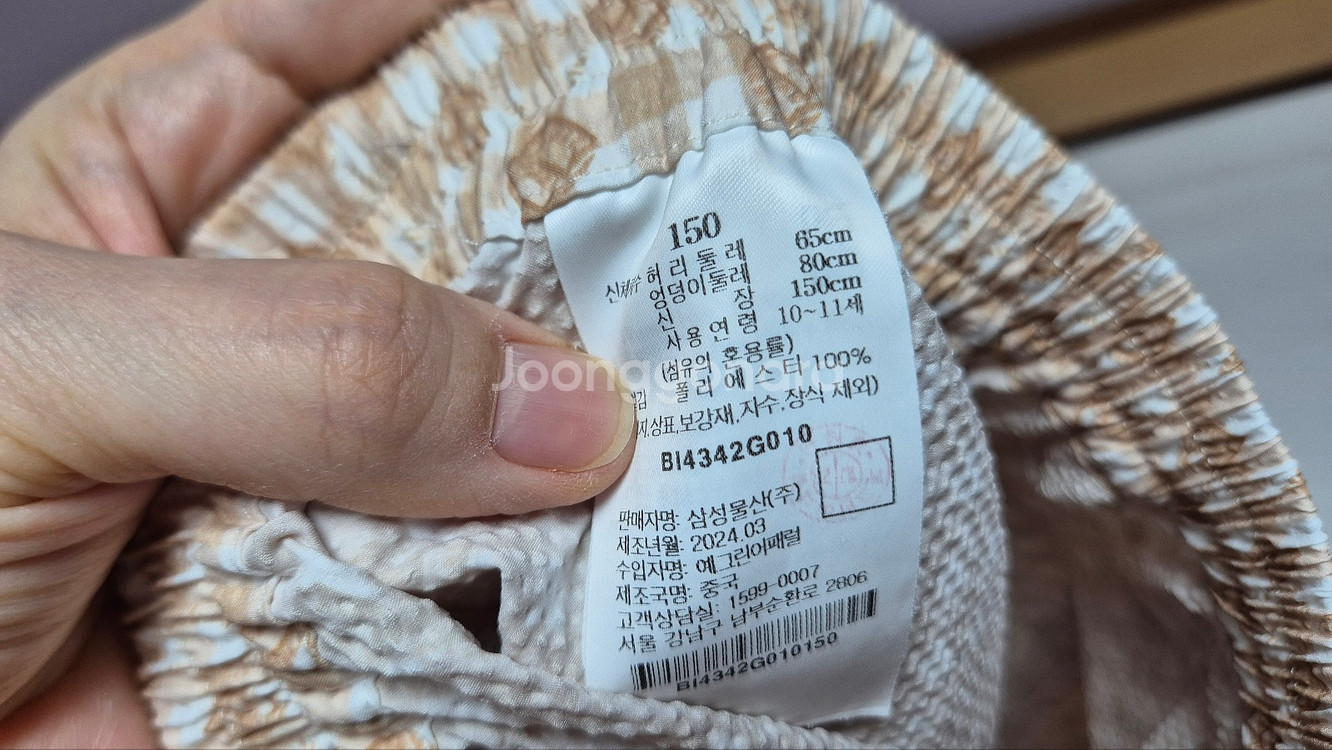 150
신체치수 허리둘레 65cm
엉덩이둘레 80cm
신 장 150cm
사용연령 10~11세
(섬유의 혼용률)
폴리에스터 100%
상표,보강재,자수,장식 제외)
BI4342G010
판매자명: 삼성물산(주)
제조년월: 2024.03
수입자명: 예그린어패럴
제조국명: 중국
고객상담실: 1599-0007
서울 강남구 남부순환로 2806
BI4342G010150
Joonggonara